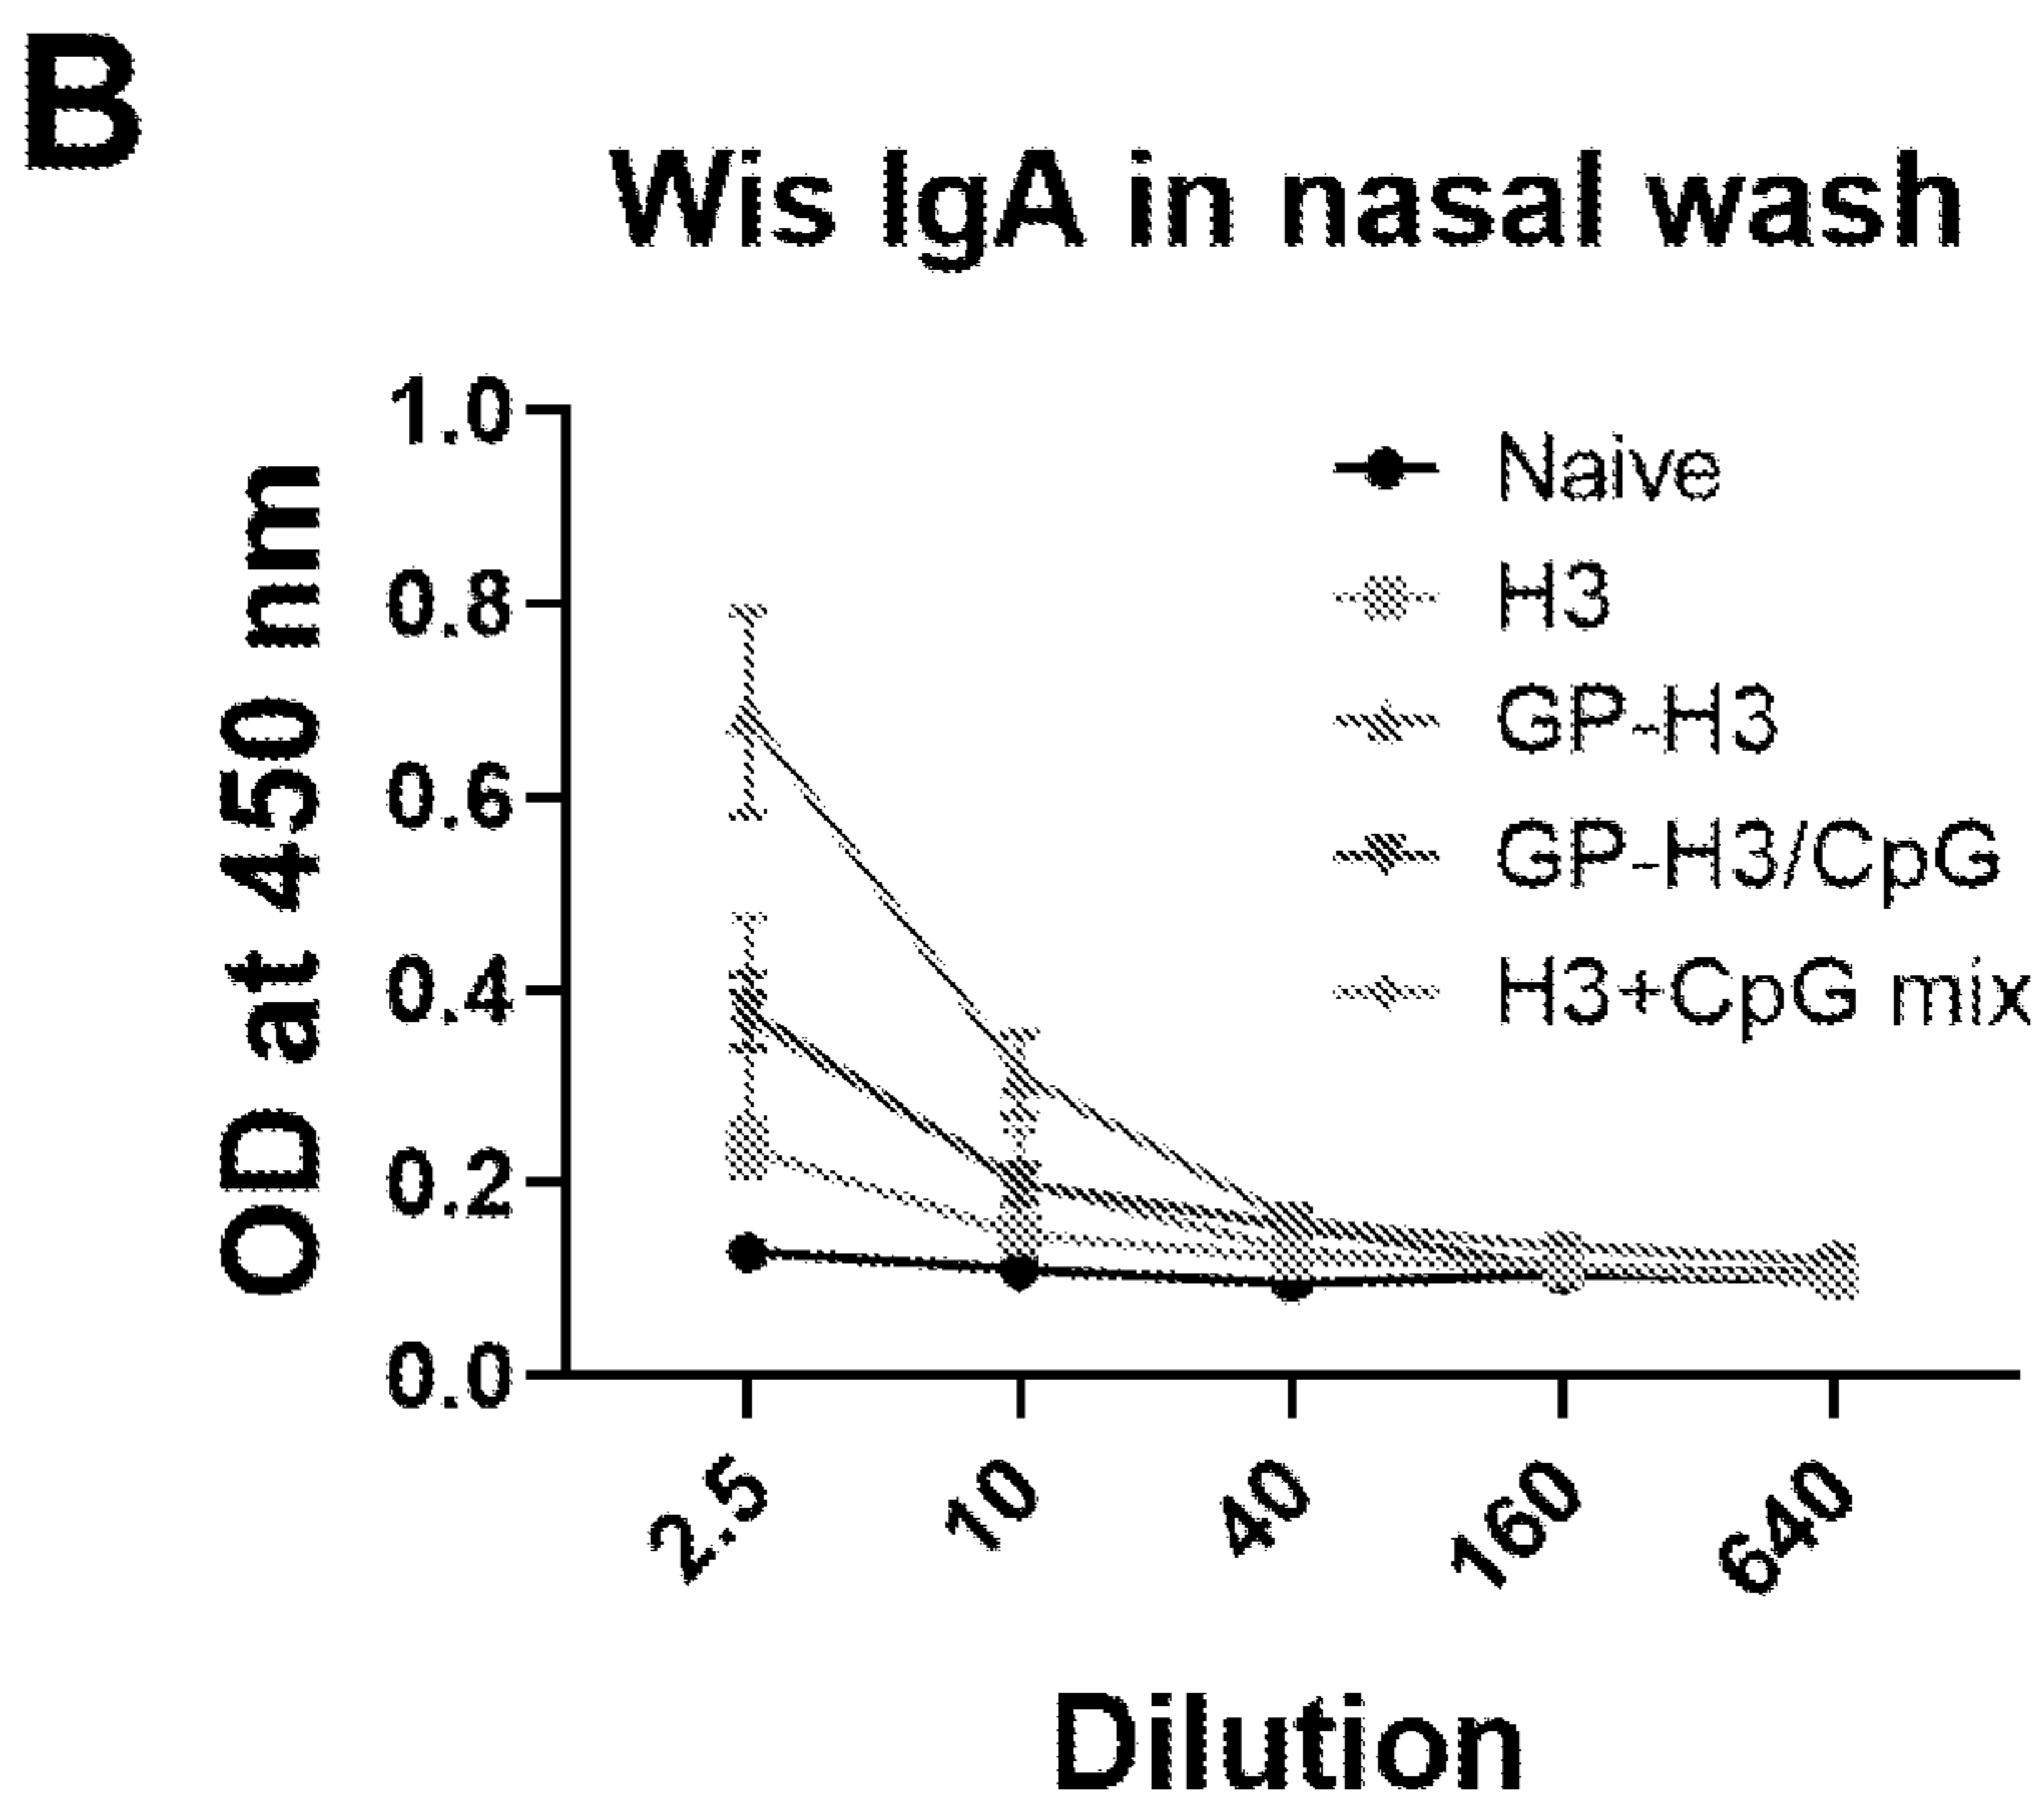 B
Wis IgA in nasal wash
OD at 450 nm
1.0
0.8
0.6
0.4
0.2
0.0
Naive
H3
GP-H3
GP-H3/CpG
H3+CpG mix
2.5
10
40
160
640
Dilution